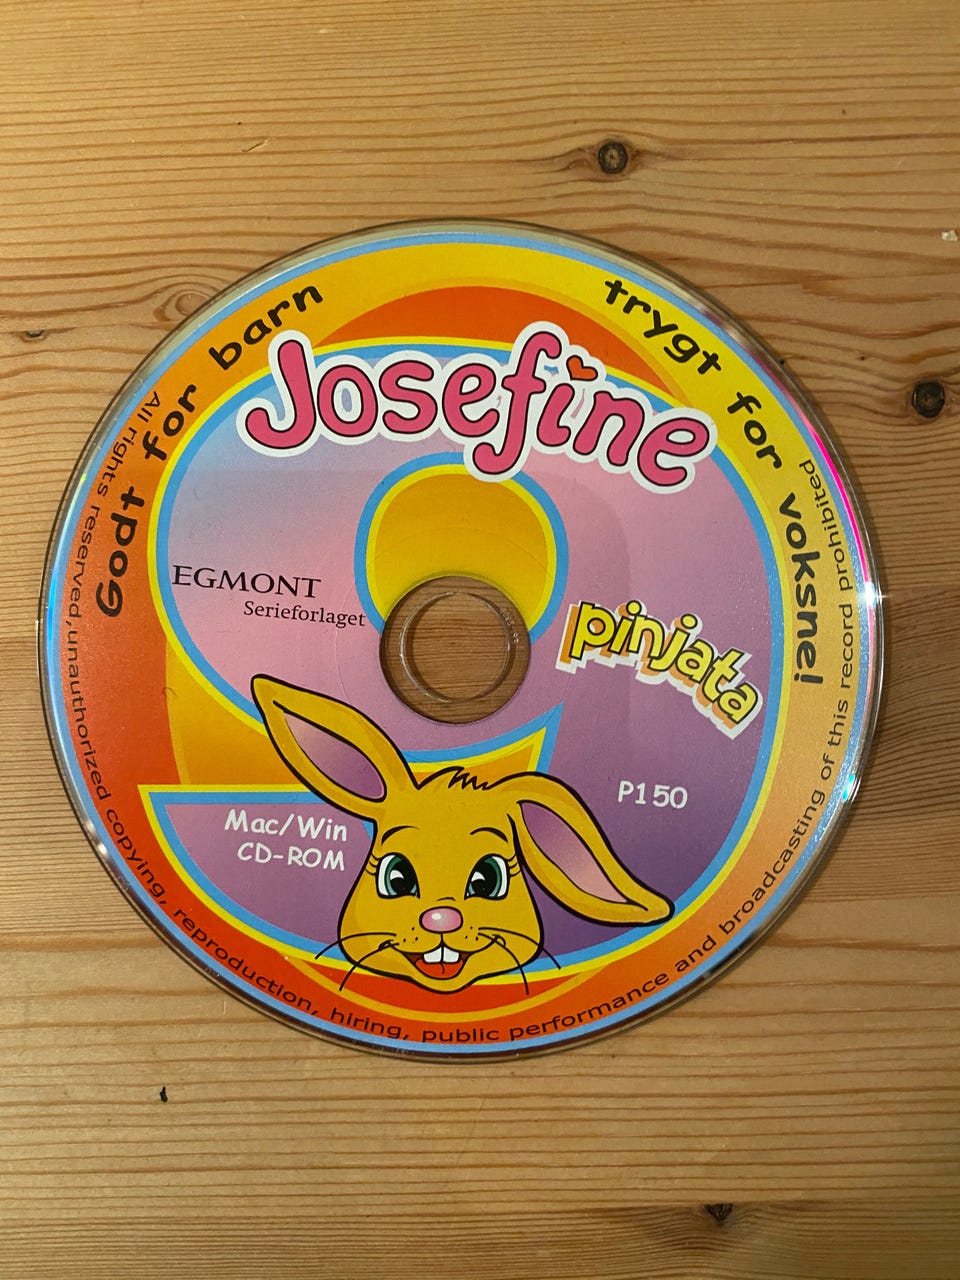 Godt for barn
trygt for voksne!
Josefine
EGMONT
Serieforlaget
pinjata
P150
Mac/Win
CD-ROM
All rights reserved, unauthorized copying, reproduction, hiring, public performance and broadcasting of this record prohibited